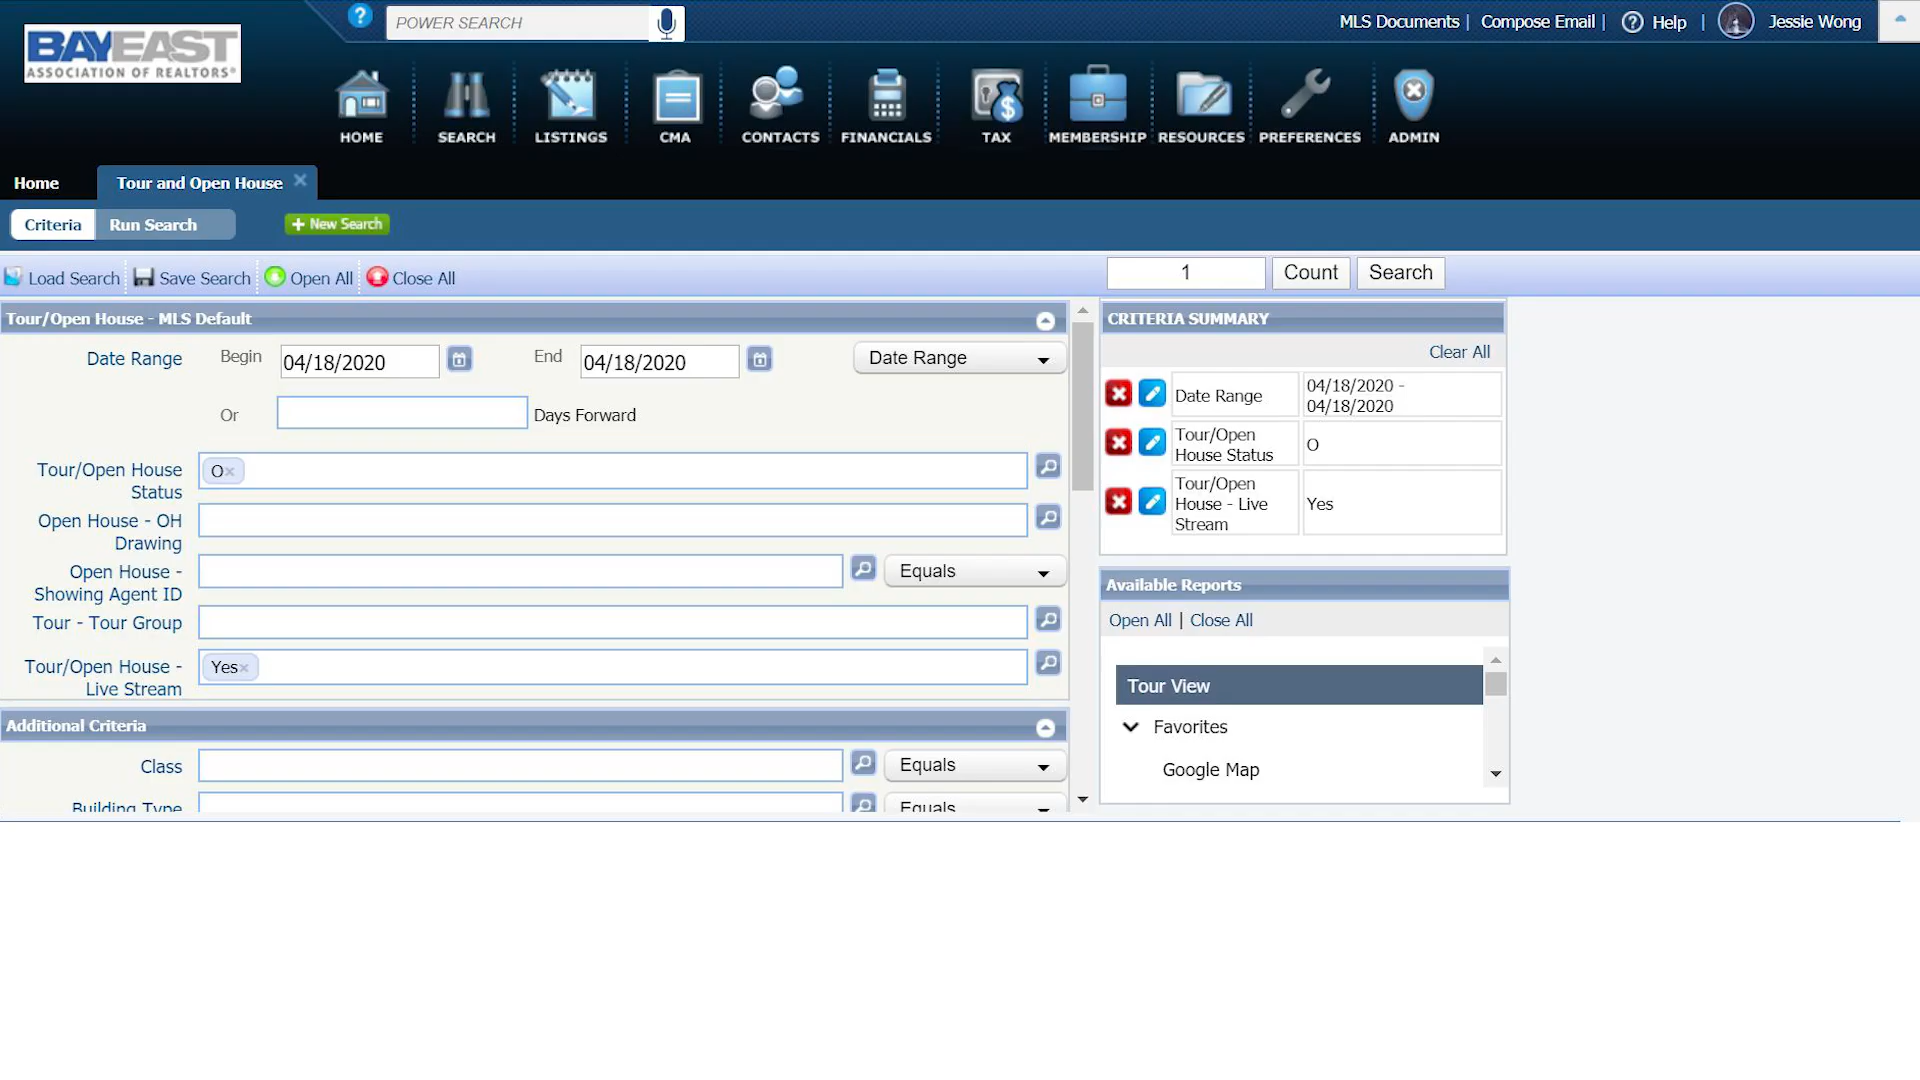 POWER SEARCH
MLS Documents | Compose Email | Help | Jessie Wong
BAYEAST
ASSOCIATION OF REALTORS®
HOME SEARCH LISTINGS CMA CONTACTS FINANCIALS TAX MEMBERSHIP RESOURCES PREFERENCES ADMIN
Home Tour and Open House
Criteria Run Search + New Search
Load Search Save Search Open All Close All
1 Count Search
Tour/Open House - MLS Default
Date Range Begin 04/18/2020 End 04/18/2020 Date Range
Or Days Forward
Tour/Open House
Status
O×
Open House - OH
Drawing
Open House -
Showing Agent ID
Equals
Tour - Tour Group
Tour/Open House -
Live Stream
Yes×
Additional Criteria
Class Equals
Building Type Equals
CRITERIA SUMMARY
Clear All
Date Range
04/18/2020 -
04/18/2020
Tour/Open
House Status
O
Tour/Open
House - Live
Stream
Yes
Available Reports
Open All | Close All
Tour View
Favorites
Google Map